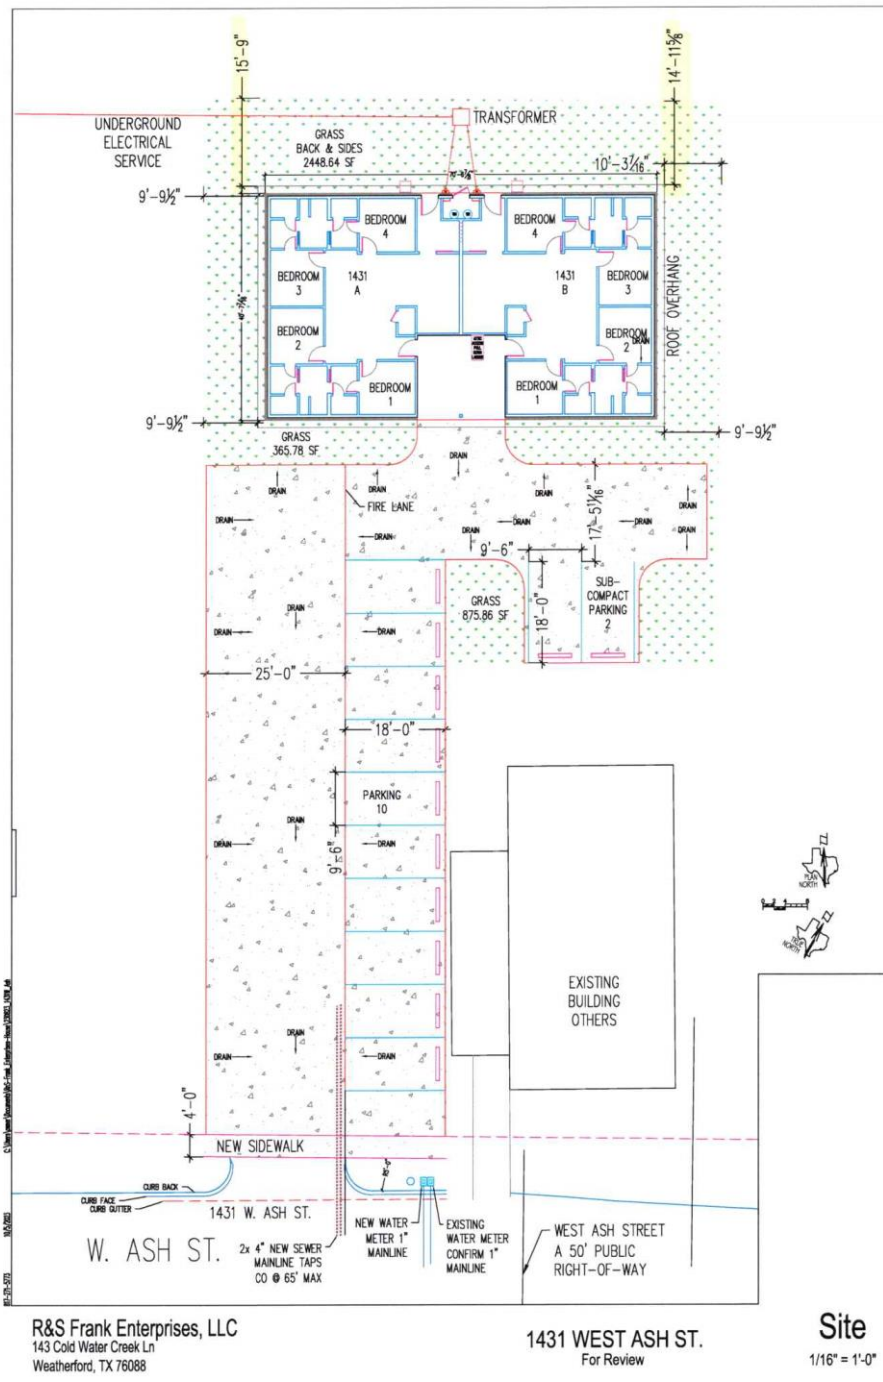 15'-9"
14'-11⅝"
UNDERGROUND
ELECTRICAL
SERVICE
TRANSFORMER
GRASS
BACK & SIDES
2448.64 SF
10'-3⁷⁄₁₆"
9'-9½"
BEDROOM
4
BEDROOM
4
BEDROOM
3
1431
A
1431
B
BEDROOM
3
ROOF OVERHANG
BEDROOM
2
BEDROOM
2
DRAIN
BEDROOM
1
BEDROOM
1
9'-9½"
9'-9½"
GRASS
365.78 SF
DRAIN
DRAIN
DRAIN
DRAIN
DRAIN
FIRE LANE
17'-5¹⁄₁₆"
DRAIN
DRAIN
DRAIN
DRAIN
DRAIN
DRAIN
9'-6"
GRASS
875.86 SF
18'-0"
SUB-
COMPACT
PARKING
2
DRAIN
DRAIN
DRAIN
25'-0"
18'-0"
PARKING
10
9'-6"
DRAIN
DRAIN
DRAIN
PLAN
NORTH
TRUE
NORTH
EXISTING
BUILDING
OTHERS
DRAIN
DRAIN
DRAIN
4'-0"
NEW SIDEWALK
CURB BACK
CURB FACE
CURB GUTTER
1431 W. ASH ST.
W. ASH ST.
2x 4" NEW SEWER
MAINLINE TAPS
CO @ 65' MAX
NEW WATER
METER 1"
MAINLINE
EXISTING
WATER METER
CONFIRM 1"
MAINLINE
WEST ASH STREET
A 50' PUBLIC
RIGHT-OF-WAY
R&S Frank Enterprises, LLC
143 Cold Water Creek Ln
Weatherford, TX 76088
1431 WEST ASH ST.
For Review
Site
1/16" = 1'-0"